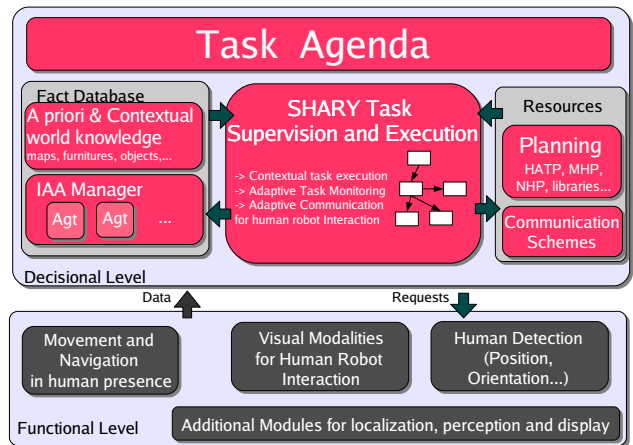 Task Agenda
Fact Database
A priori & Contextual
world knowledge
maps, furnitures, objects,...
IAA Manager
Agt
Agt
...
SHARY Task
Supervision and Execution
-> Contextual task execution
-> Adaptive Task Monitoring
-> Adaptive Communication
for human robot Interaction
Resources
Planning
HATP, MHP,
NHP, libraries...
Communication
Schemes
Decisional Level
Data
Requests
Movement and
Navigation
in human presence
Visual Modalities
for Human Robot
Interaction
Human Detection
(Position,
Orientation...)
Functional Level
Additional Modules for localization, perception and display